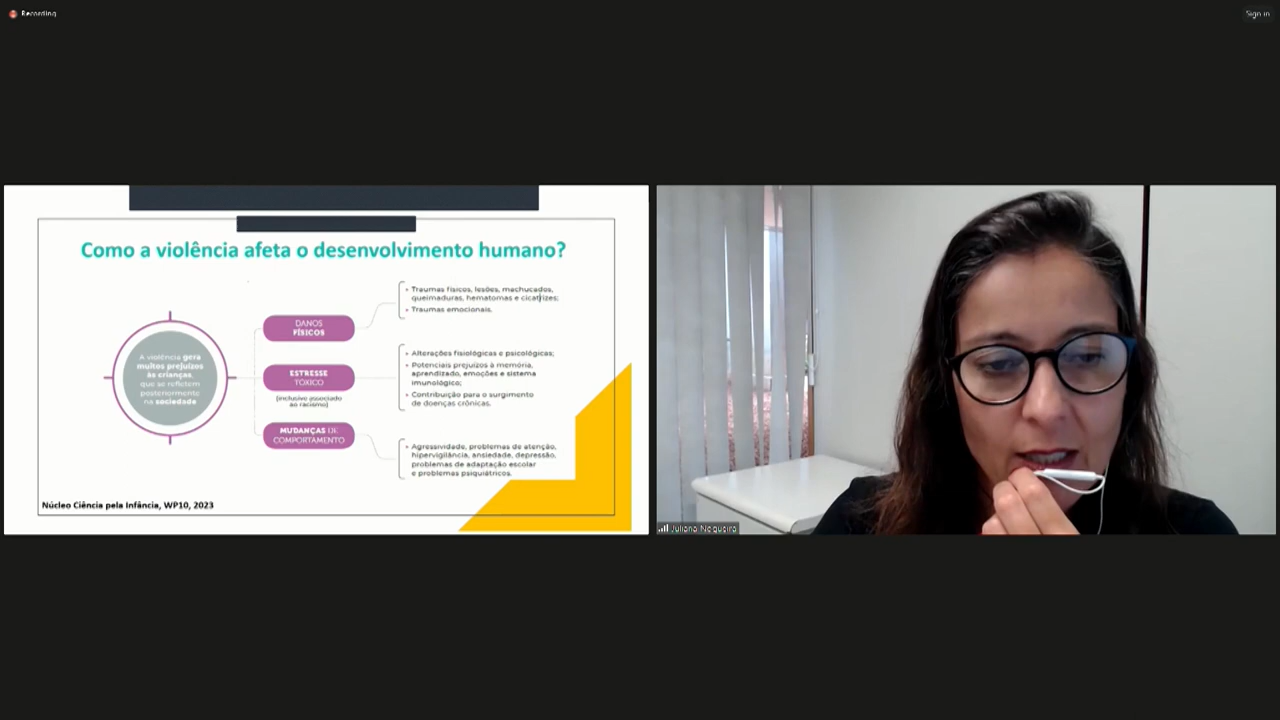 Recording
Sign in
Como a violência afeta o desenvolvimento humano?
A violência gera
muitos prejuízos
às crianças,
que se refletem
posteriormente
na sociedade
DANOS
FÍSICOS
• Traumas físicos, lesões, machucados,
queimaduras, hematomas e cicatrizes;
• Traumas emocionais.
ESTRESSE
TÓXICO
(inclusive associado
ao racismo)
• Alterações fisiológicas e psicológicas;
• Potenciais prejuízos à memória,
aprendizado, emoções e sistema
imunológico;
• Contribuição para o surgimento
de doenças crônicas.
MUDANÇAS DE
COMPORTAMENTO
• Agressividade, problemas de atenção,
hipervigilância, ansiedade, depressão,
problemas de adaptação escolar
e problemas psiquiátricos.
Núcleo Ciência pela Infância, WP10, 2023
Juliana Nogueira